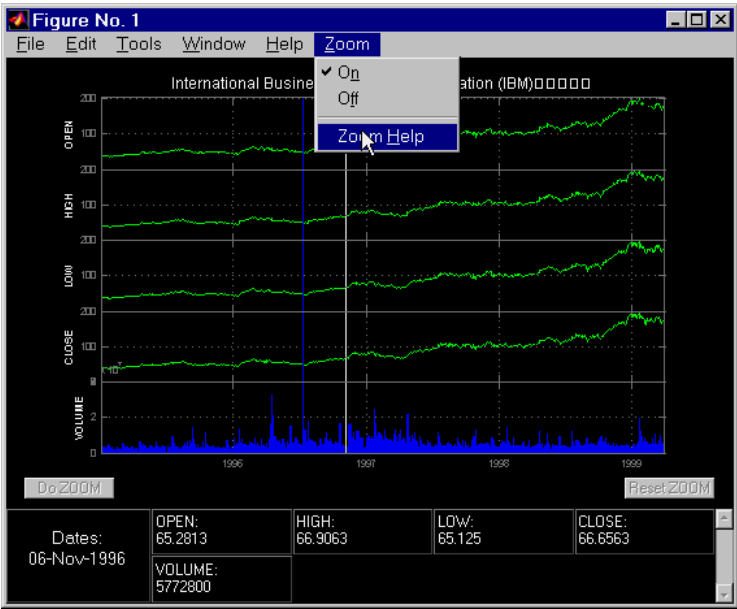 Figure No. 1
File Edit Tools Window Help Zoom
On
Off
Zoom Help
International Busine ation (IBM)□□□□□
200
OPEN
100
200
HIGH
100
200
LOW
100
200
CLOSE
100
VOLUME
2
0
1996 1997 1998 1999
Do ZOOM Reset ZOOM
Dates:
06-Nov-1996
OPEN: HIGH: LOW: CLOSE:
65.2813 66.9063 65.125 66.6563
VOLUME:
5772800